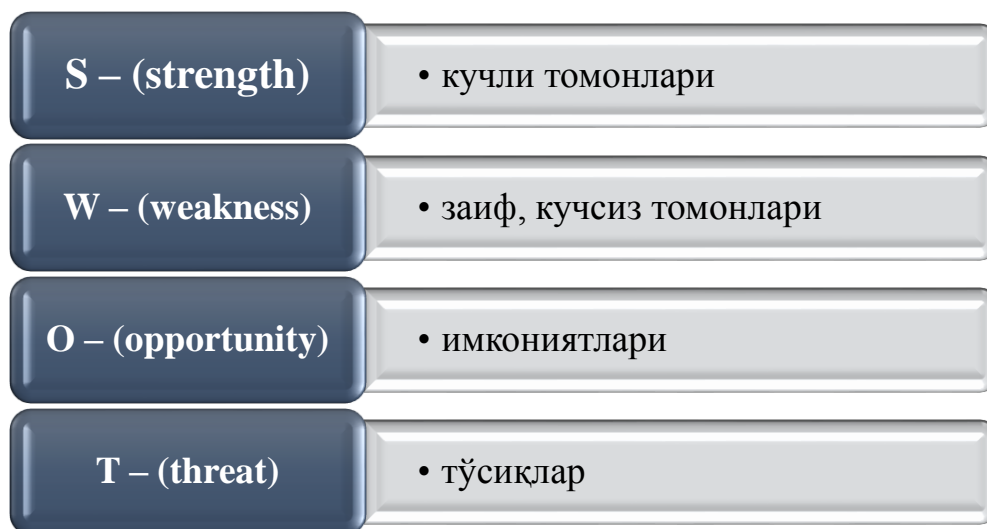 S – (strength)
• кучли томонлари
W – (weakness)
• заиф, кучсиз томонлари
O – (opportunity)
• имкониятлари
T – (threat)
• тўсиқлар